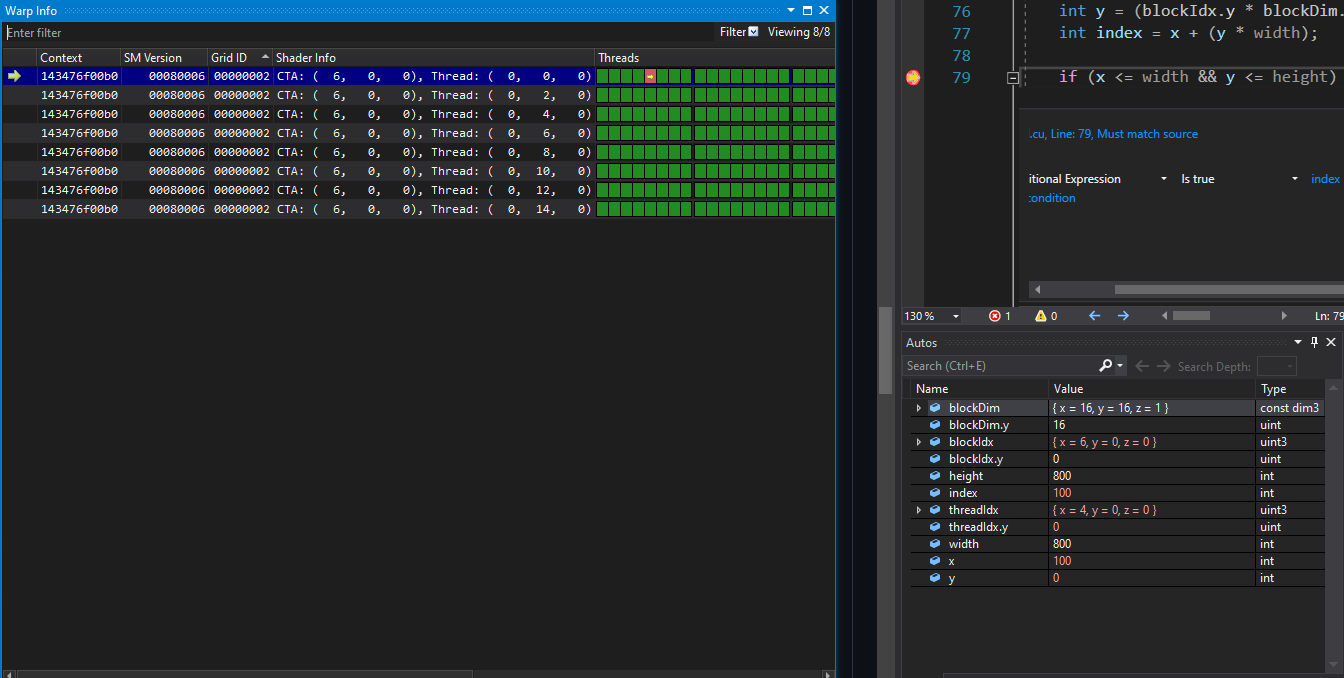 Warp Info
Enter filter
Filter Viewing 8/8
Context SM Version Grid ID Shader Info Threads
143476f00b0 00080006 00000002 CTA: ( 6, 0, 0), Thread: ( 0, 0, 0)
143476f00b0 00080006 00000002 CTA: ( 6, 0, 0), Thread: ( 0, 2, 0)
143476f00b0 00080006 00000002 CTA: ( 6, 0, 0), Thread: ( 0, 4, 0)
143476f00b0 00080006 00000002 CTA: ( 6, 0, 0), Thread: ( 0, 6, 0)
143476f00b0 00080006 00000002 CTA: ( 6, 0, 0), Thread: ( 0, 8, 0)
143476f00b0 00080006 00000002 CTA: ( 6, 0, 0), Thread: ( 0, 10, 0)
143476f00b0 00080006 00000002 CTA: ( 6, 0, 0), Thread: ( 0, 12, 0)
143476f00b0 00080006 00000002 CTA: ( 6, 0, 0), Thread: ( 0, 14, 0)
76 int y = (blockIdx.y * blockDim.
77 int index = x + (y * width);
78
79 if (x <= width && y <= height)
.cu, Line: 79, Must match source
itional Expression Is true index
condition
130 % 1 0 Ln: 79
Autos
Search (Ctrl+E) Search Depth:
Name Value Type
blockDim { x = 16, y = 16, z = 1 } const dim3
blockDim.y 16 uint
blockIdx { x = 6, y = 0, z = 0 } uint3
blockIdx.y 0 uint
height 800 int
index 100 int
threadIdx { x = 4, y = 0, z = 0 } uint3
threadIdx.y 0 uint
width 800 int
x 100 int
y 0 int